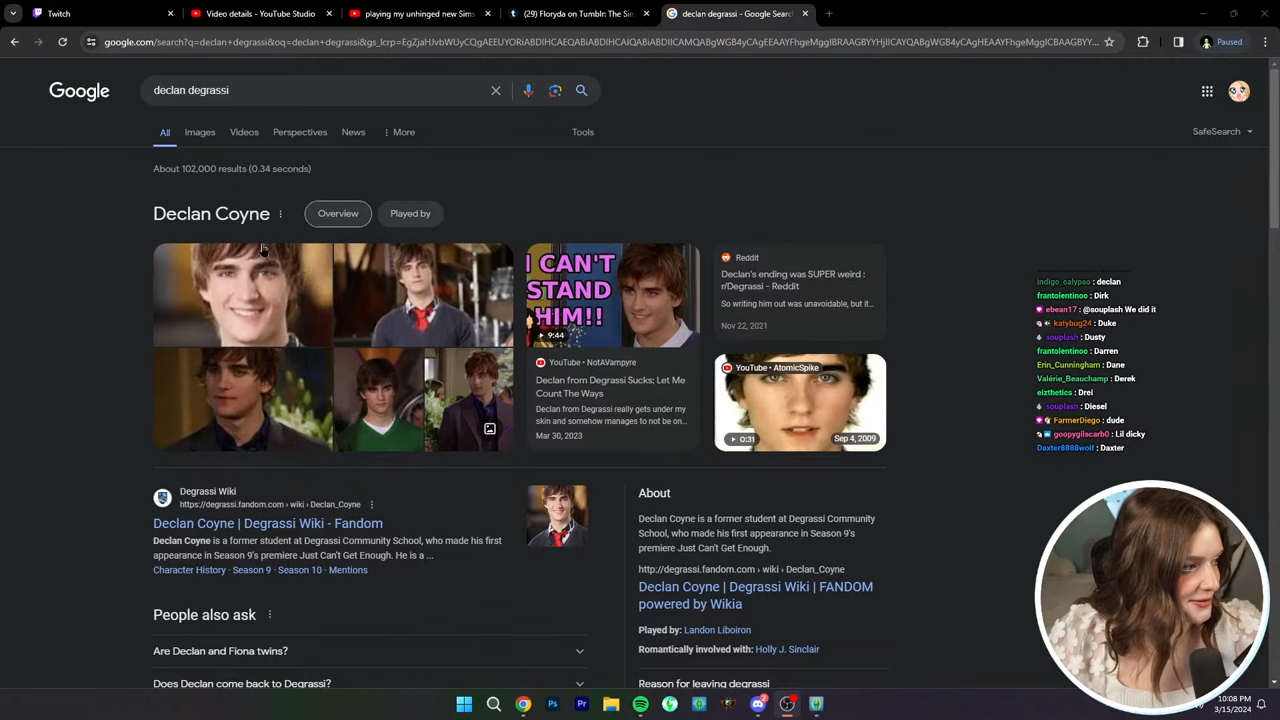 Twitch
Video details - YouTube Studio
playing my unhinged new Sims
(29) Floryda on Tumblr: The Sin
declan degrassi - Google Search
google.com/search?q=declan+degrassi&oq=declan+degrassi&gs_lcrp=
Paused
Google
declan degrassi
All
Images
Videos
Perspectives
News
More
Tools
SafeSearch
About 102,000 results (0.34 seconds)
Declan Coyne
Overview
Played by
I CAN'T
STAND
HIM!!
9:44
YouTube • NotAVampyre
Declan from Degrassi Sucks; Let Me
Count The Ways
Declan from Degrassi really gets under my
skin and somehow manages to not be on...
Mar 30, 2023
Reddit
Declan's ending was SUPER weird :
r/Degrassi - Reddit
So writing him out was unavoidable, but it...
Nov 22, 2021
YouTube • AtomicSpike
0:31
Sep 4, 2009
Degrassi Wiki
https://degrassi.fandom.com › wiki › Declan_Coyne
Declan Coyne | Degrassi Wiki - Fandom
Declan Coyne is a former student at Degrassi Community School, who made his first
appearance in Season 9's premiere Just Can't Get Enough. He is a ...
Character History · Season 9 · Season 10 · Mentions
People also ask
Are Declan and Fiona twins?
Does Declan come back to Degrassi?
About
Declan Coyne is a former student at Degrassi Community
School, who made his first appearance in Season 9's
premiere Just Can't Get Enough.
http://degrassi.fandom.com › wiki › Declan_Coyne
Declan Coyne | Degrassi Wiki | FANDOM
powered by Wikia
Played by: Landon Liboiron
Romantically involved with: Holly J. Sinclair
Reason for leaving degrassi
indigo_calypso : declan
frantolentinoo : Dirk
ebean17 : @souplash We did it
katybug24 : Duke
souplash : Dusty
frantolentinoo : Darren
Erin_Cunningham : Dane
Valérie_Beauchamp : Derek
eizthetics : Drei
souplash : Diesel
FarmerDiego : dude
goopygilscarb0 : Lil dicky
Daxter8888wolf : Daxter
10:08 PM
3/15/2024